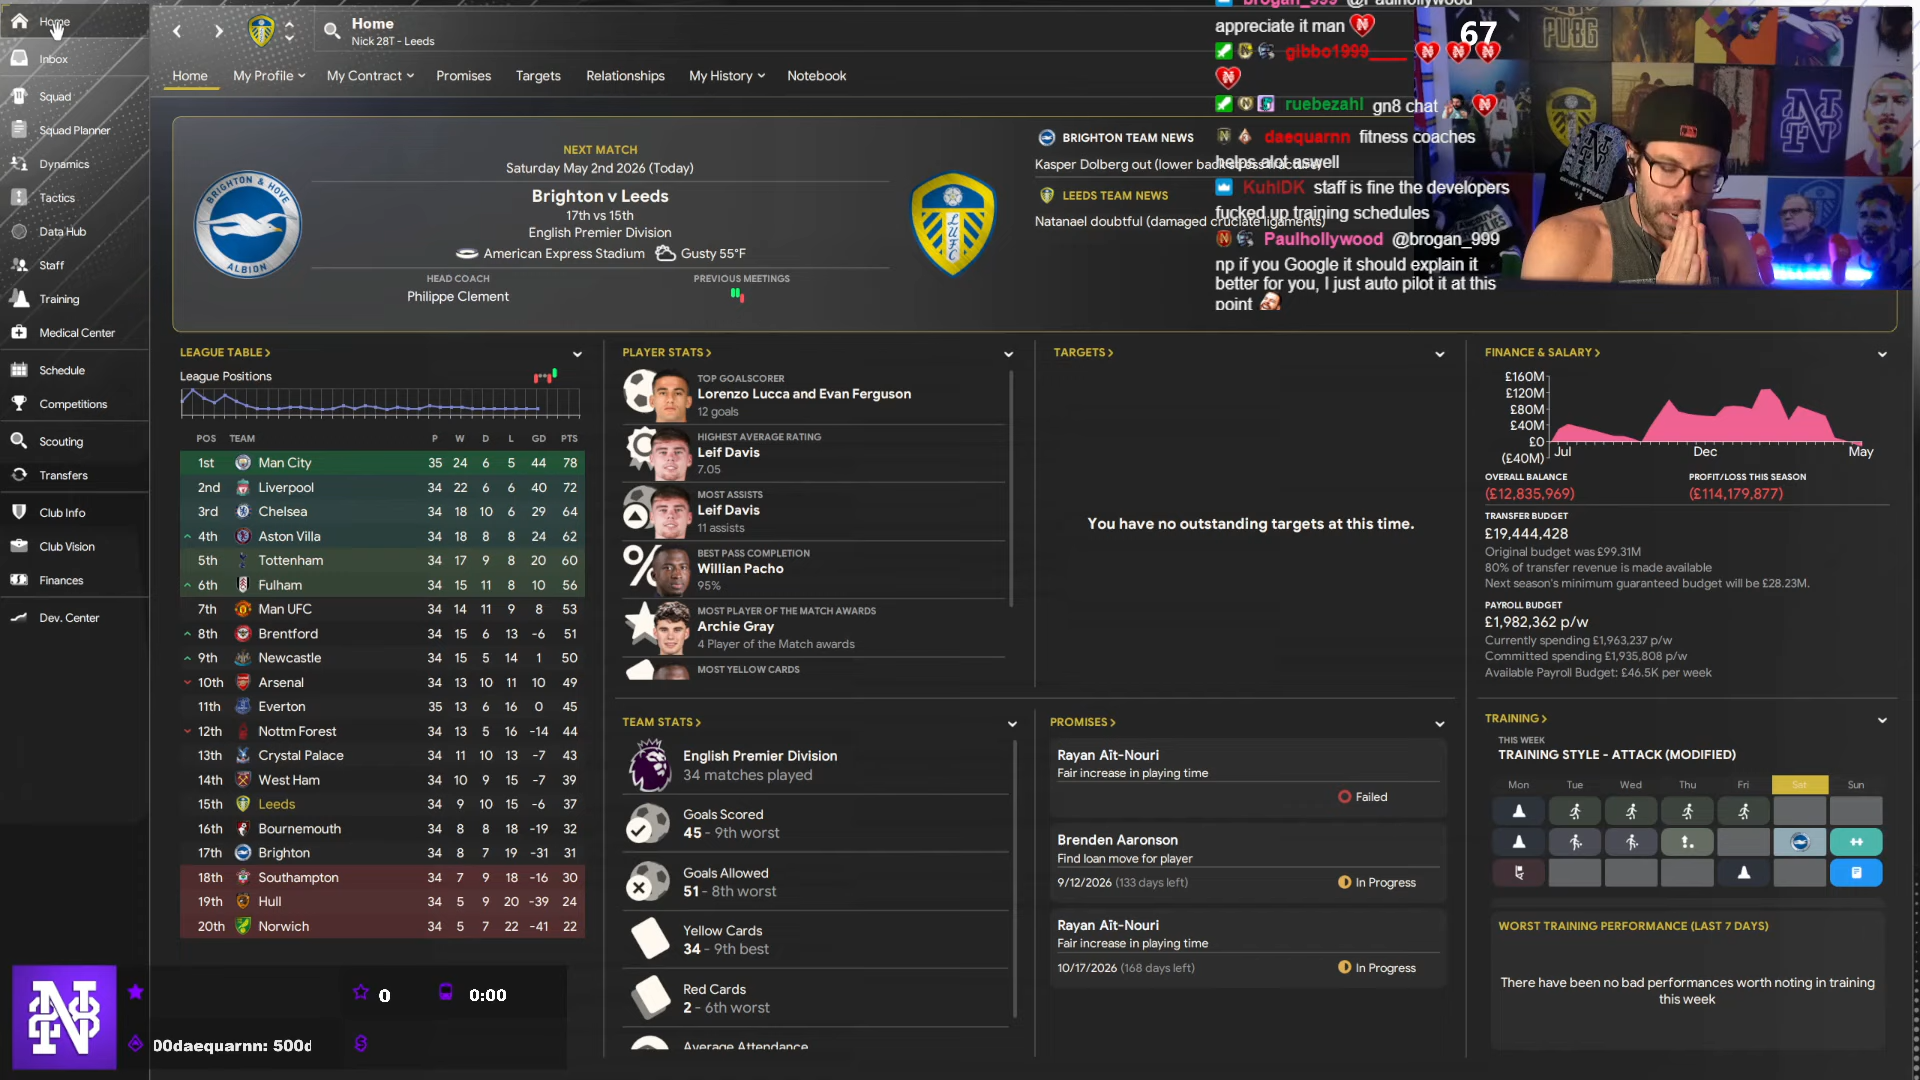 Home
Inbox
Squad
Squad Planner
Dynamics
Tactics
Data Hub
Staff
Training
Medical Center
Schedule
Competitions
Scouting
Transfers
Club Info
Club Vision
Finances
Dev. Center
Home
Nick 28T - Leeds
Home
My Profile
My Contract
Promises
Targets
Relationships
My History
Notebook
NEXT MATCH
Saturday May 2nd 2026 (Today)
Brighton v Leeds
17th vs 15th
English Premier Division
American Express Stadium
Gusty 55°F
HEAD COACH
Philippe Clement
PREVIOUS MEETINGS
BRIGHTON & HOVE
ALBION
LUFC
BRIGHTON TEAM NEWS
Kasper Dolberg out (lower back
LEEDS TEAM NEWS
Natanael doubtful (damaged cruciate ligaments)
brogan_999 @Paulhollywood
appreciate it man
gibbo1999____
ruebezahl gn8 chat
daequarnn fitness coaches
helps alot aswell
KuhlDK staff is fine the developers
fucked up training schedules
Paulhollywood @brogan_999
np if you Google it should explain it
better for you, I just auto pilot it at this
point
67
PUBG
LEAGUE TABLE >
League Positions
POS TEAM P W D L GD PTS
1st Man City 35 24 6 5 44 78
2nd Liverpool 34 22 6 6 40 72
3rd Chelsea 34 18 10 6 29 64
4th Aston Villa 34 18 8 8 24 62
5th Tottenham 34 17 9 8 20 60
6th Fulham 34 15 11 8 10 56
7th Man UFC 34 14 11 9 8 53
8th Brentford 34 15 6 13 -6 51
9th Newcastle 34 15 5 14 1 50
10th Arsenal 34 13 10 11 10 49
11th Everton 35 13 6 16 0 45
12th Nottm Forest 34 13 5 16 -14 44
13th Crystal Palace 34 11 10 13 -7 43
14th West Ham 34 10 9 15 -7 39
15th Leeds 34 9 10 15 -6 37
16th Bournemouth 34 8 8 18 -19 32
17th Brighton 34 8 7 19 -31 31
18th Southampton 34 7 9 18 -16 30
19th Hull 34 5 9 20 -39 24
20th Norwich 34 5 7 22 -41 22
PLAYER STATS >
TOP GOALSCORER
Lorenzo Lucca and Evan Ferguson
12 goals
HIGHEST AVERAGE RATING
Leif Davis
7.05
MOST ASSISTS
Leif Davis
11 assists
BEST PASS COMPLETION
Willian Pacho
95%
MOST PLAYER OF THE MATCH AWARDS
Archie Gray
4 Player of the Match awards
MOST YELLOW CARDS
TARGETS >
You have no outstanding targets at this time.
FINANCE & SALARY >
£160M
£120M
£80M
£40M
£0
(£40M)
Jul Dec May
OVERALL BALANCE
(£12,835,969)
PROFIT/LOSS THIS SEASON
(£114,179,877)
TRANSFER BUDGET
£19,444,428
Original budget was £99.31M
80% of transfer revenue is made available
Next season's minimum guaranteed budget will be £28.23M.
PAYROLL BUDGET
£1,982,362 p/w
Currently spending £1,963,237 p/w
Committed spending £1,935,808 p/w
Available Payroll Budget: £46.5K per week
TEAM STATS >
English Premier Division
34 matches played
Goals Scored
45 - 9th worst
Goals Allowed
51 - 8th worst
Yellow Cards
34 - 9th best
Red Cards
2 - 6th worst
Average Attendance
PROMISES >
Rayan Aït-Nouri
Fair increase in playing time
Failed
Brenden Aaronson
Find loan move for player
9/12/2026 (133 days left)
In Progress
Rayan Aït-Nouri
Fair increase in playing time
10/17/2026 (168 days left)
In Progress
TRAINING >
THIS WEEK
TRAINING STYLE - ATTACK (MODIFIED)
Mon Tue Wed Thu Fri Sat Sun
WORST TRAINING PERFORMANCE (LAST 7 DAYS)
There have been no bad performances worth noting in training
this week
0
0:00
00daequarnn: 500